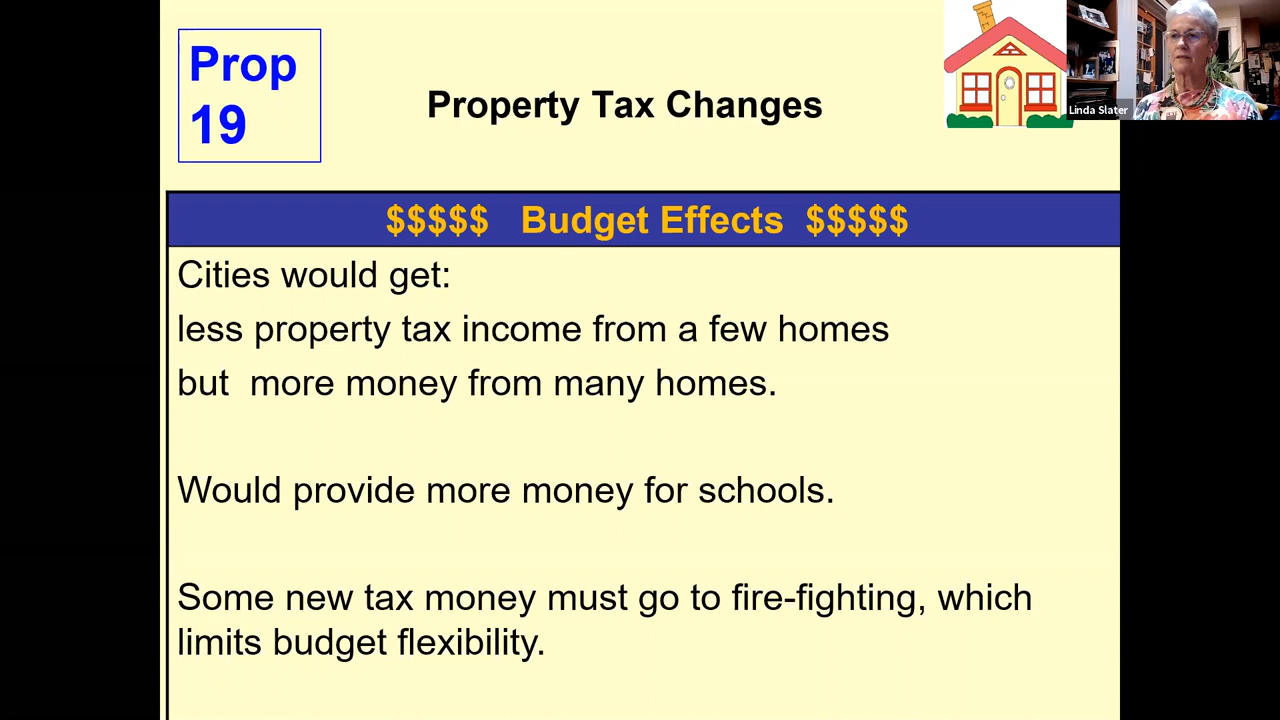 Prop
19
Property Tax Changes
Linda Slater
$$$$$ Budget Effects $$$$$
Cities would get:
less property tax income from a few homes
but more money from many homes.
Would provide more money for schools.
Some new tax money must go to fire-fighting, which
limits budget flexibility.